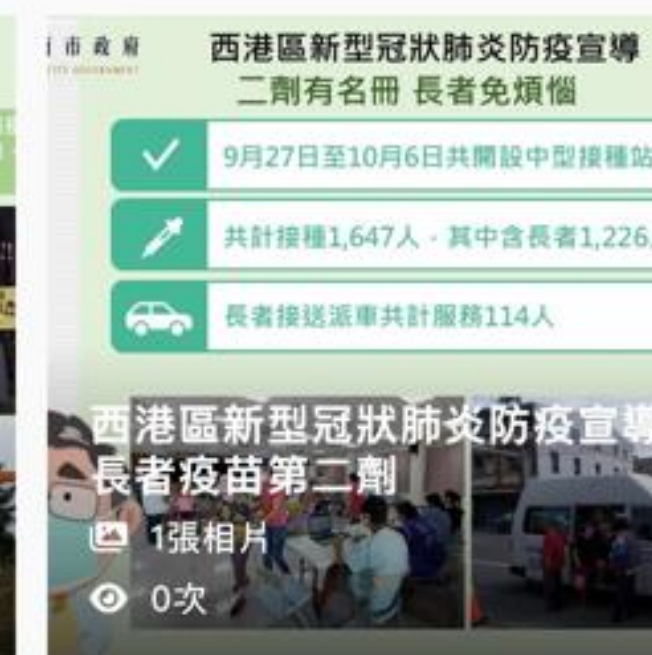 市政府
西港區新型冠狀肺炎防疫宣導
二劑有名冊 長者免煩惱
9月27日至10月6日共開設中型接種站
共計接種1,647人，其中含長者1,226
長者接送派車共計服務114人
西港區新型冠狀肺炎防疫宣導
長者疫苗第二劑
1張相片
0次